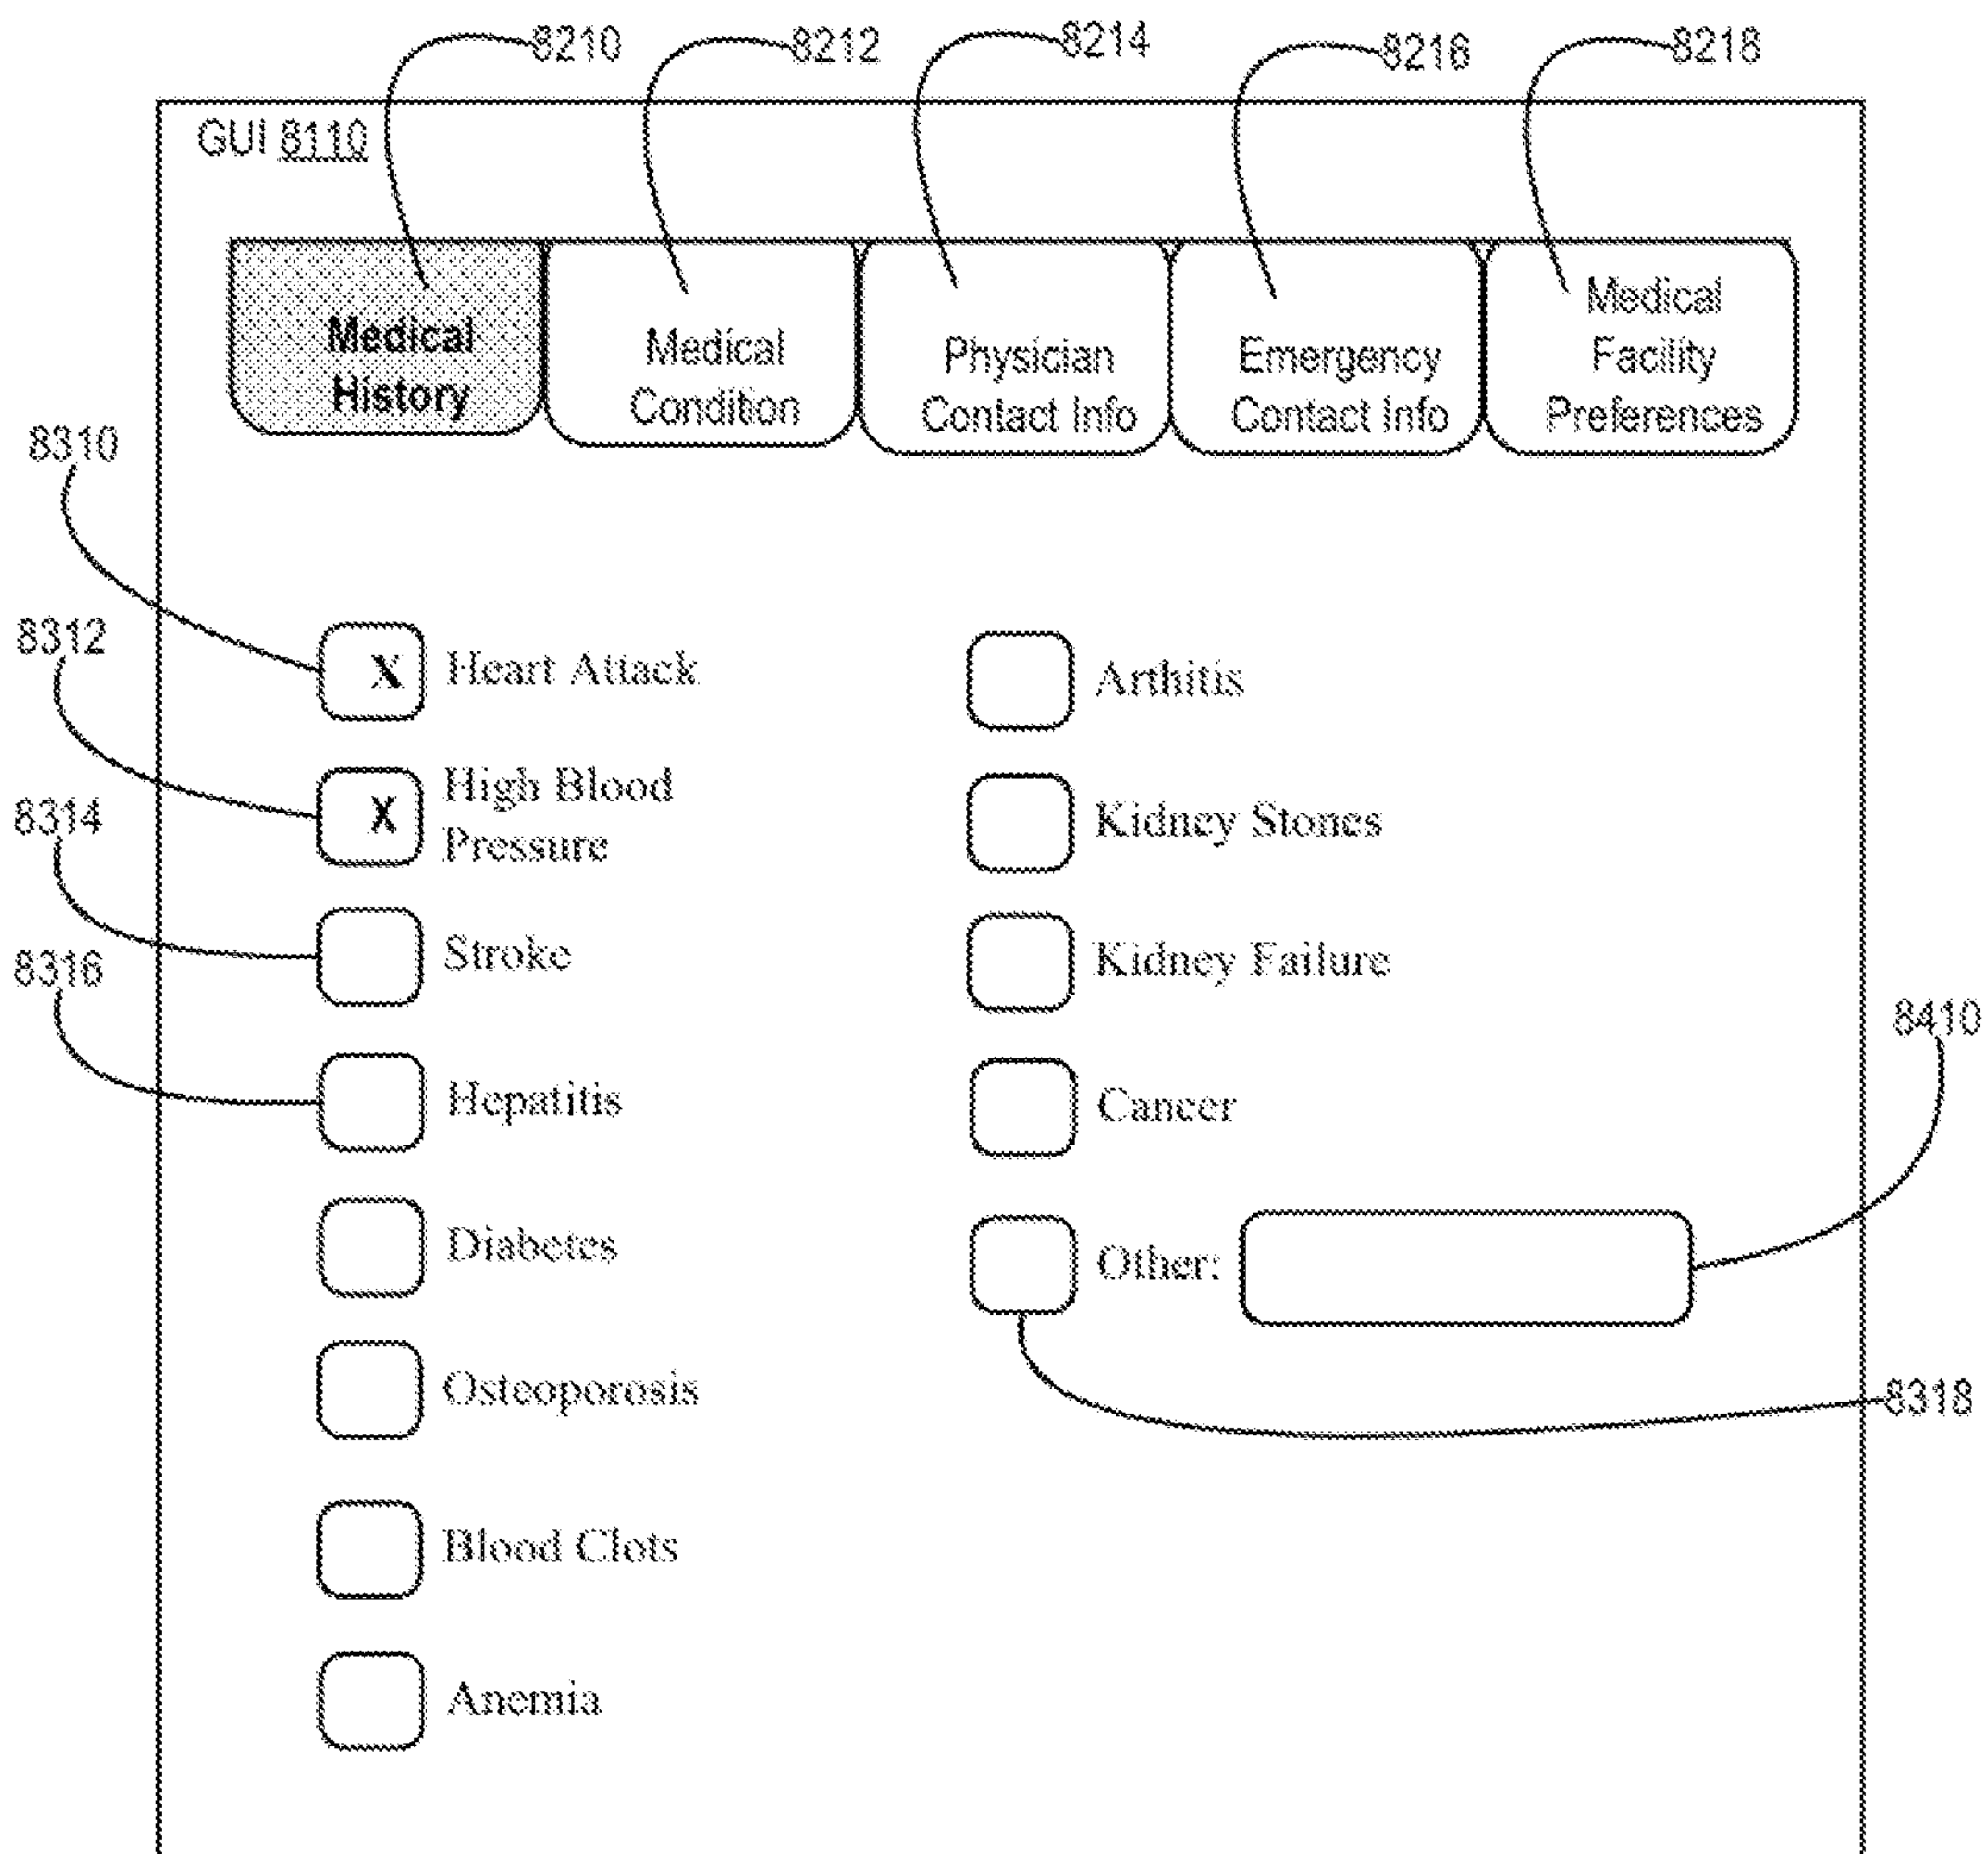 8210
8212
8214
8216
8218
GUI 8110
Medical
History
Medical
Condition
Physician
Contact Info
Emergency
Contact Info
Medical
Facility
Preferences
8310
X Heart Attack
Arthitis
8312
X High Blood
Pressure
Kidney Stones
8314
Stroke
Kidney Failure
8316
Hepatitis
Cancer
8410
Diabetes
Other:
Osteoporosis
8318
Blood Clots
Anemia